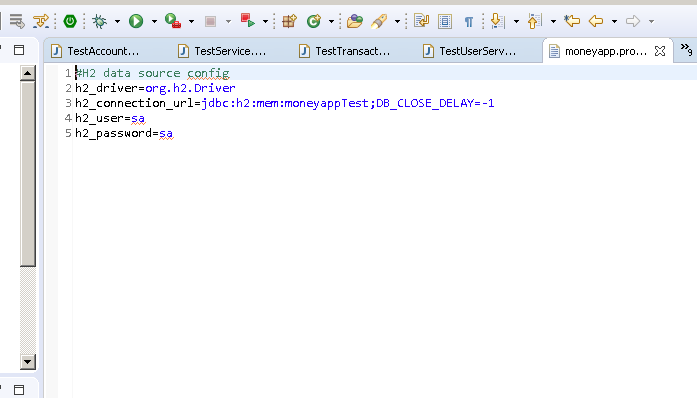 TestAccount...
TestService....
TestTransact...
TestUserServ...
moneyapp.pro...
»9
1 #H2 data source config
2 h2_driver=org.h2.Driver
3 h2_connection_url=jdbc:h2:mem:moneyappTest;DB_CLOSE_DELAY=-1
4 h2_user=sa
5 h2_password=sa